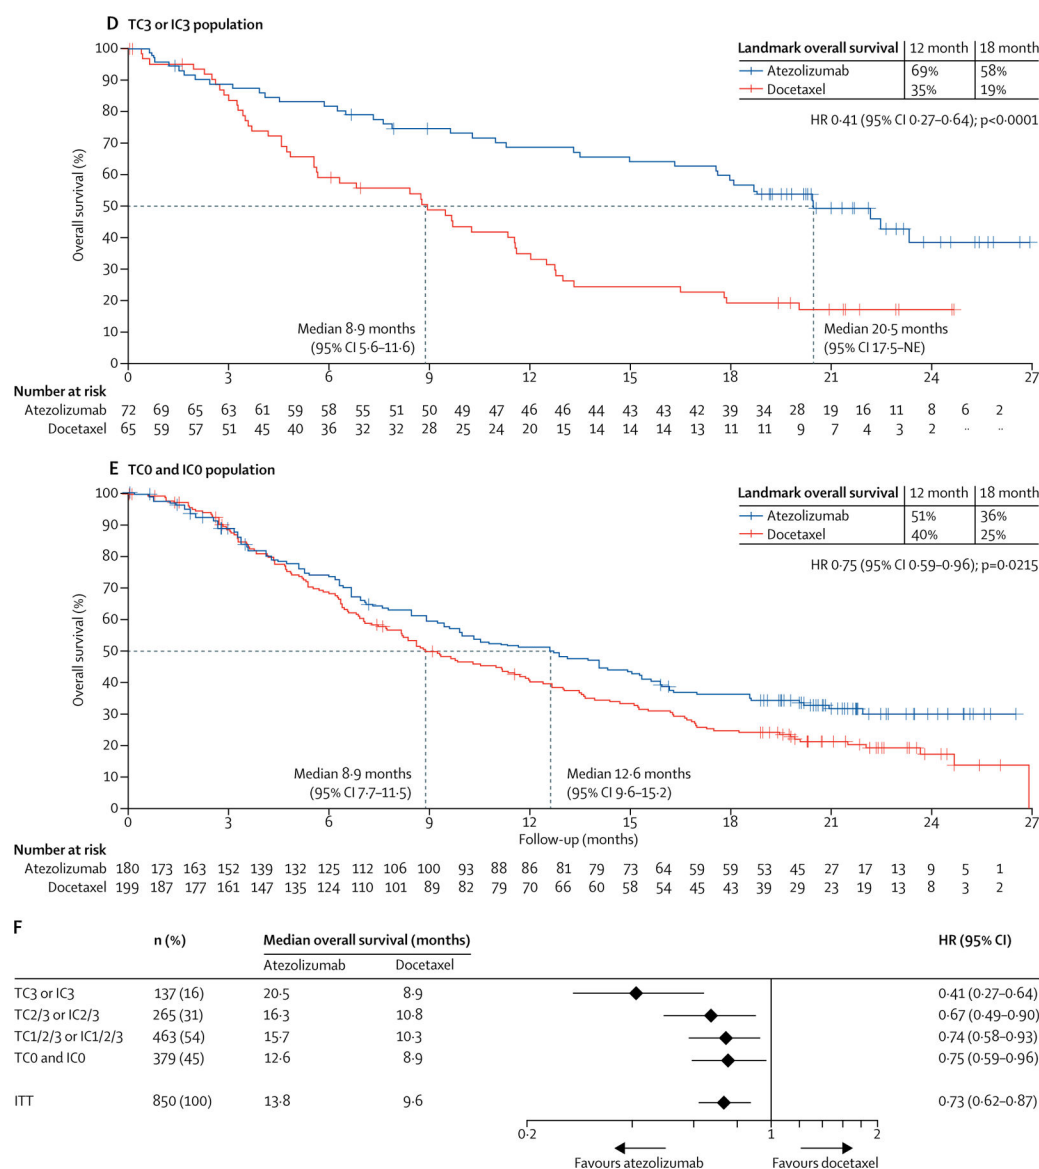 D TC3 or IC3 population
Landmark overall survival 12 month 18 month
Atezolizumab 69% 58%
Docetaxel 35% 19%
HR 0·41 (95% CI 0·27–0·64); p<0·0001
Overall survival (%)
100
90
80
70
60
50
40
30
20
10
0
Median 8·9 months
(95% CI 5·6–11·6)
Median 20·5 months
(95% CI 17·5–NE)
0 3 6 9 12 15 18 21 24 27
Number at risk
Atezolizumab 72 69 65 63 61 59 58 55 51 50 49 47 46 46 44 43 43 42 39 34 28 19 16 11 8 6 2
Docetaxel 65 59 57 51 45 40 36 32 32 28 25 24 20 15 14 14 14 13 11 11 9 7 4 3 2 ·· ··
E TC0 and IC0 population
Landmark overall survival 12 month 18 month
Atezolizumab 51% 36%
Docetaxel 40% 25%
HR 0·75 (95% CI 0·59–0·96); p=0·0215
Overall survival (%)
100
90
80
70
60
50
40
30
20
10
0
Median 8·9 months
(95% CI 7·7–11·5)
Median 12·6 months
(95% CI 9·6–15·2)
0 3 6 9 12 15 18 21 24 27
Follow-up (months)
Number at risk
Atezolizumab 180 173 163 152 139 132 125 112 106 100 93 88 86 81 79 73 64 59 59 53 45 27 17 13 9 5 1
Docetaxel 199 187 177 161 147 135 124 110 101 89 82 79 70 66 60 58 54 45 43 39 29 23 19 13 8 3 2
F
n (%) Median overall survival (months) HR (95% CI)
Atezolizumab Docetaxel
TC3 or IC3 137 (16) 20·5 8·9 0·41 (0·27–0·64)
TC2/3 or IC2/3 265 (31) 16·3 10·8 0·67 (0·49–0·90)
TC1/2/3 or IC1/2/3 463 (54) 15·7 10·3 0·74 (0·58–0·93)
TC0 and IC0 379 (45) 12·6 8·9 0·75 (0·59–0·96)
ITT 850 (100) 13·8 9·6 0·73 (0·62–0·87)
0·2 1 2
Favours atezolizumab Favours docetaxel